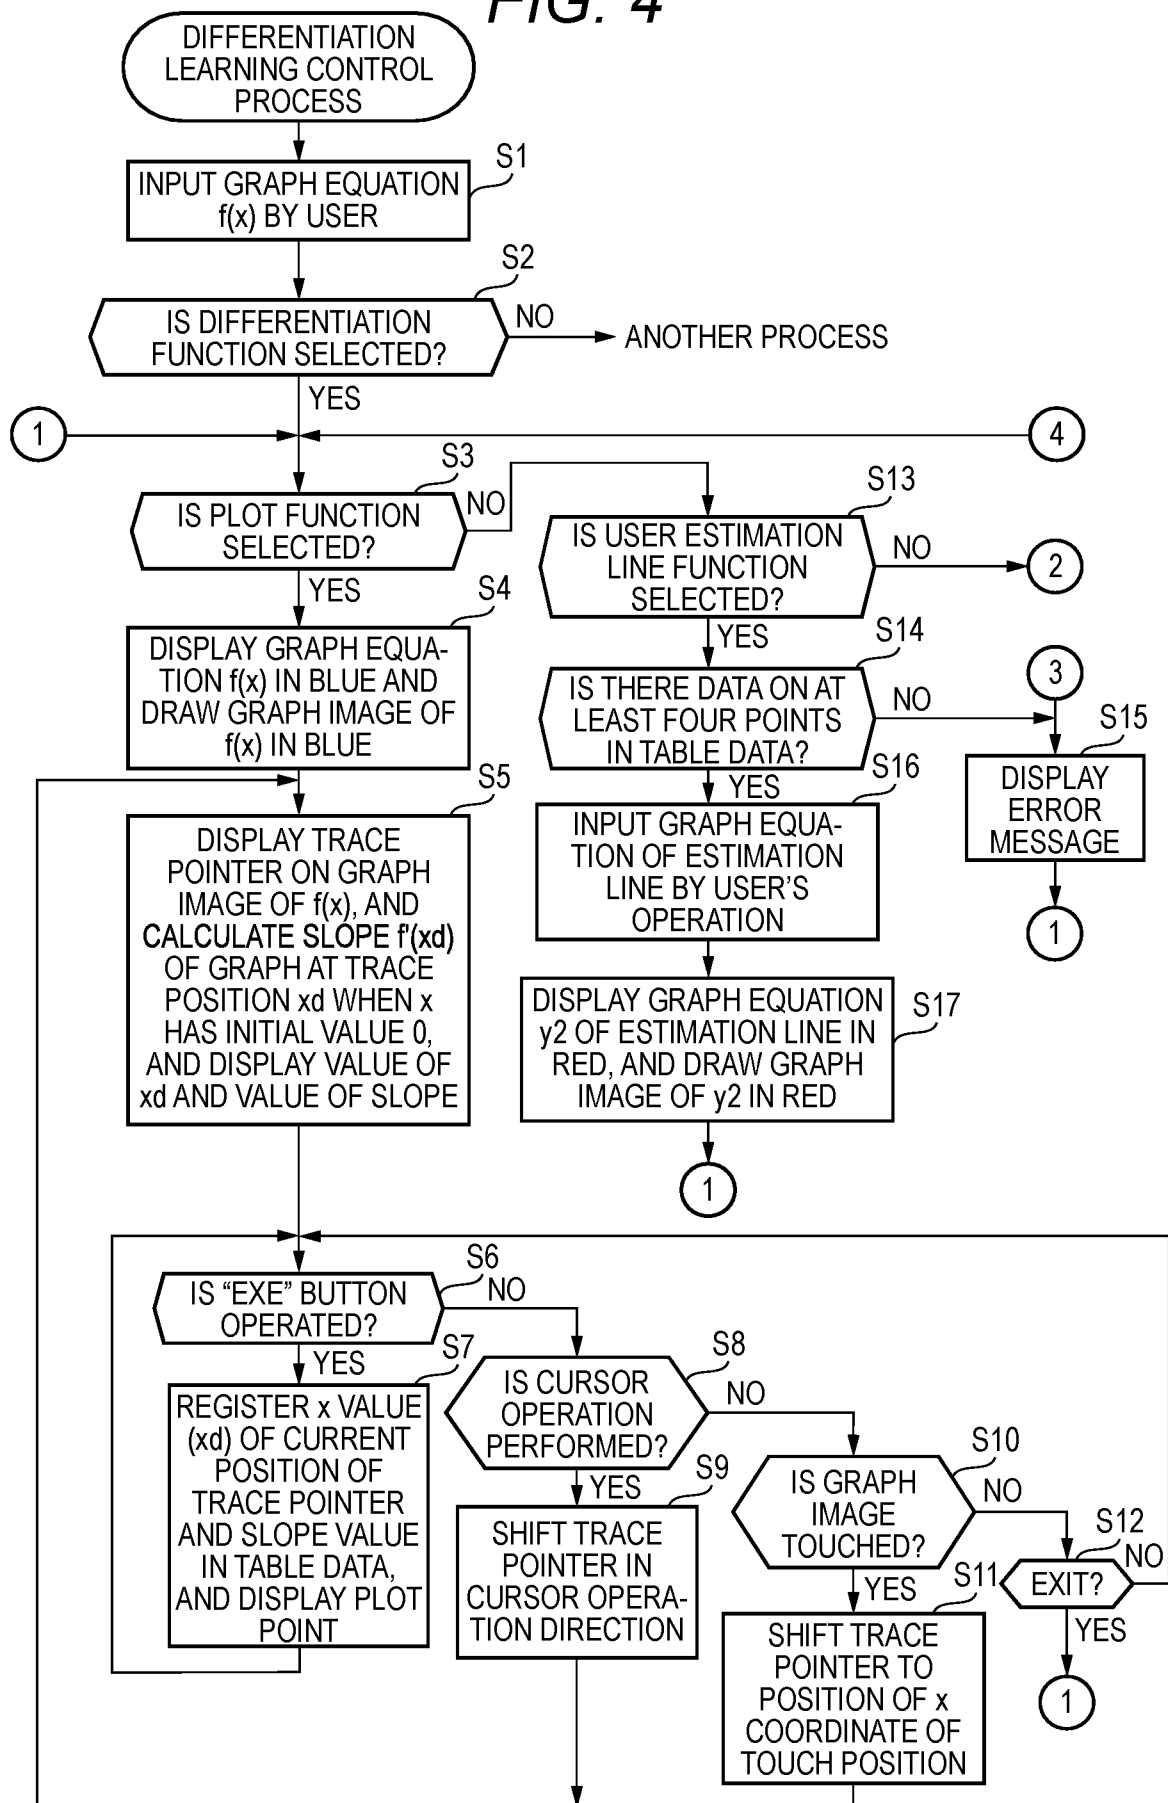 FIG. 4
DIFFERENTIATION
LEARNING CONTROL
PROCESS
S1
INPUT GRAPH EQUATION
f(x) BY USER
S2
IS DIFFERENTIATION
FUNCTION SELECTED?
NO
ANOTHER PROCESS
YES
1
4
S3
IS PLOT FUNCTION
SELECTED?
NO
YES
S4
DISPLAY GRAPH EQUA-
TION f(x) IN BLUE AND
DRAW GRAPH IMAGE OF
f(x) IN BLUE
S5
DISPLAY TRACE
POINTER ON GRAPH
IMAGE OF f(x), AND
CALCULATE SLOPE f'(xd)
OF GRAPH AT TRACE
POSITION xd WHEN x
HAS INITIAL VALUE 0,
AND DISPLAY VALUE OF
xd AND VALUE OF SLOPE
S13
IS USER ESTIMATION
LINE FUNCTION
SELECTED?
NO
2
YES
S14
IS THERE DATA ON AT
LEAST FOUR POINTS
IN TABLE DATA?
NO
3
S15
DISPLAY
ERROR
MESSAGE
1
YES
S16
INPUT GRAPH EQUA-
TION OF ESTIMATION
LINE BY USER'S
OPERATION
S17
DISPLAY GRAPH EQUATION
y2 OF ESTIMATION LINE IN
RED, AND DRAW GRAPH
IMAGE OF y2 IN RED
1
S6
IS “EXE” BUTTON
OPERATED?
NO
YES
S7
REGISTER x VALUE
(xd) OF CURRENT
POSITION OF
TRACE POINTER
AND SLOPE VALUE
IN TABLE DATA,
AND DISPLAY PLOT
POINT
S8
IS CURSOR
OPERATION
PERFORMED?
NO
YES
S9
SHIFT TRACE
POINTER IN
CURSOR OPERA-
TION DIRECTION
S10
IS GRAPH
IMAGE
TOUCHED?
NO
YES
S11
SHIFT TRACE
POINTER TO
POSITION OF x
COORDINATE OF
TOUCH POSITION
S12
EXIT?
NO
YES
1